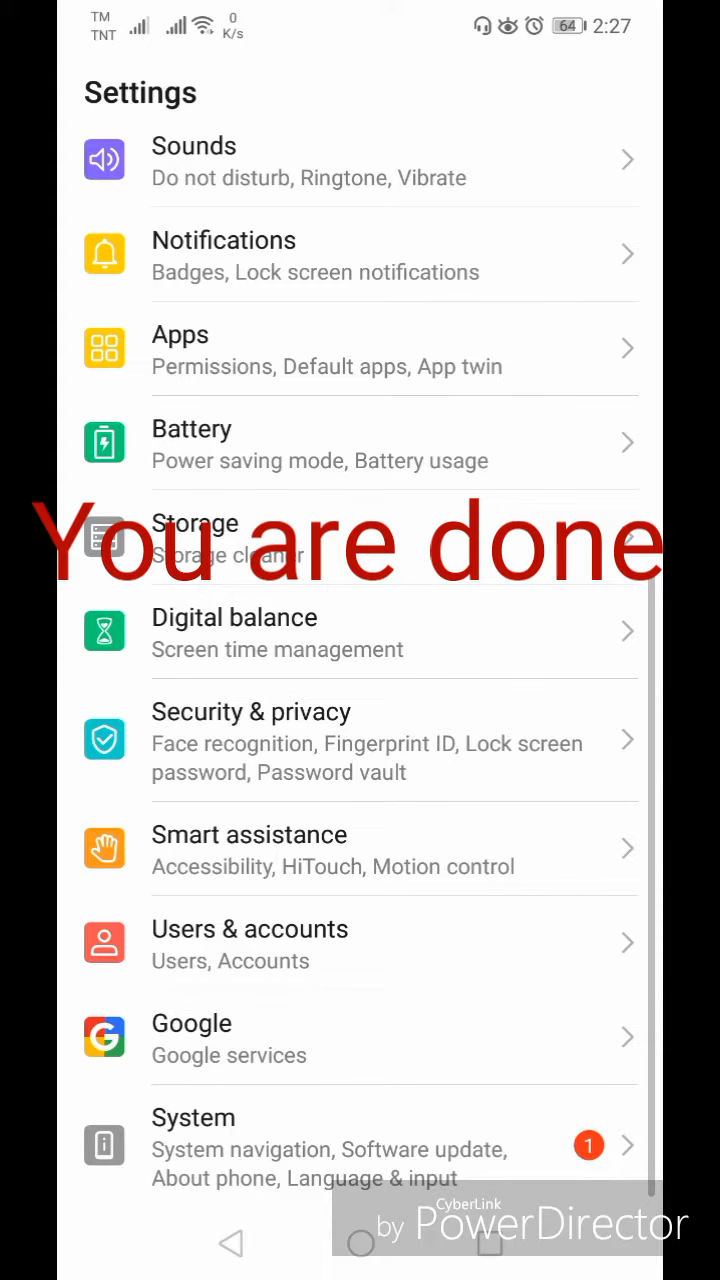 TM
TNT
0
K/s
64
2:27
Settings
Sounds
Do not disturb, Ringtone, Vibrate
Notifications
Badges, Lock screen notifications
Apps
Permissions, Default apps, App twin
Battery
Power saving mode, Battery usage
Storage
You are done
Storage cleaner
Digital balance
Screen time management
Security & privacy
Face recognition, Fingerprint ID, Lock screen
password, Password vault
Smart assistance
Accessibility, HiTouch, Motion control
Users & accounts
Users, Accounts
Google
Google services
System
System navigation, Software update,
About phone, Language & input
1
CyberLink
by PowerDirector